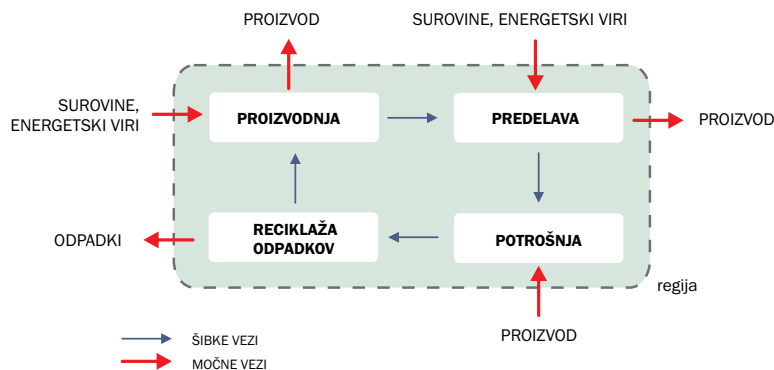 PROIZVOD
SUROVINE, ENERGETSKI VIRI
SUROVINE,
ENERGETSKI VIRI
PROIZVODNJA
PREDELAVA
PROIZVOD
ODPADKI
RECIKLAŽA
ODPADKOV
POTROŠNJA
regija
PROIZVOD
ŠIBKE VEZI
MOČNE VEZI